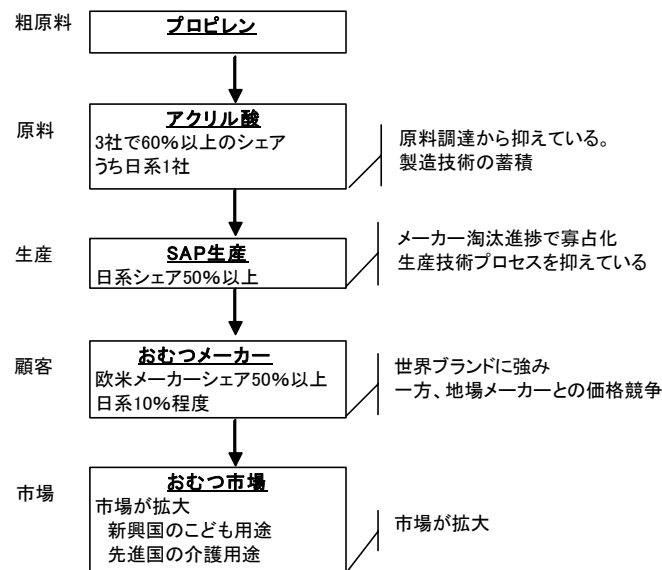 粗原料
プロピレン
原料
アクリル酸
3社で60%以上のシェア
うち日系1社
原料調達から抑えている。
製造技術の蓄積
生産
SAP生産
日系シェア50%以上
メーカー淘汰進捗で寡占化
生産技術プロセスを抑えている
顧客
おむつメーカー
欧米メーカーシェア50%以上
日系10%程度
世界ブランドに強み
一方、地場メーカーとの価格競争
市場
おむつ市場
市場が拡大
新興国のこども用途
先進国の介護用途
市場が拡大